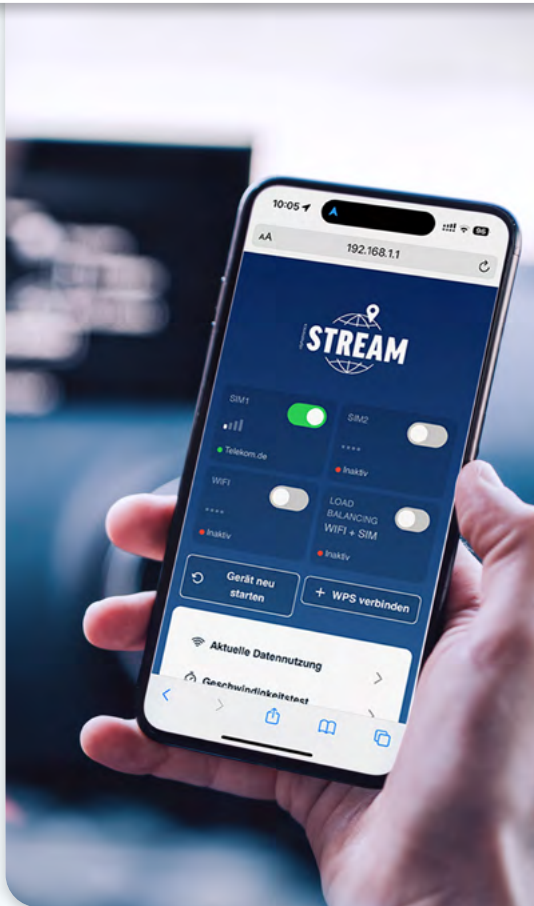 10:05
96
AA
192.168.1.1
STREAM
SIM1
SIM2
Telekom.de
Inaktiv
WIFI
LOAD
BALANCING
WIFI + SIM
Inaktiv
Inaktiv
Gerät neu
starten
+ WPS verbinden
Aktuelle Datennutzung
Geschwindigkeitstest